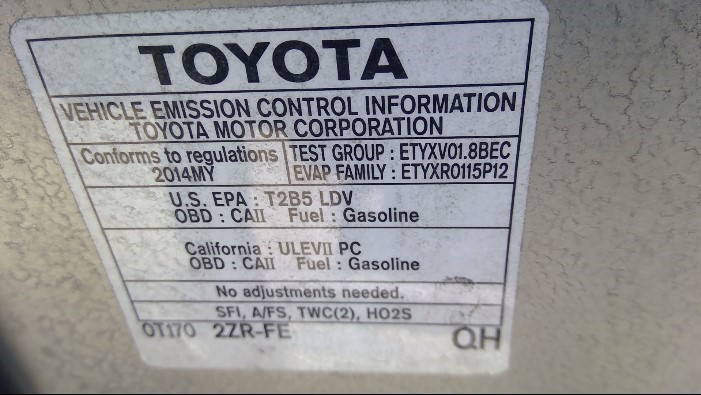 TOYOTA
VEHICLE EMISSION CONTROL INFORMATION
TOYOTA MOTOR CORPORATION
Conforms to regulations
2014MY
TEST GROUP : ETYXV01.8BEC
EVAP FAMILY : ETYXR0115P12
U.S. EPA : T2B5 LDV
OBD : CAII Fuel : Gasoline
California : ULEVII PC
OBD : CAII Fuel : Gasoline
No adjustments needed.
SFI, A/FS, TWC(2), HO2S
0T170 2ZR-FE QH